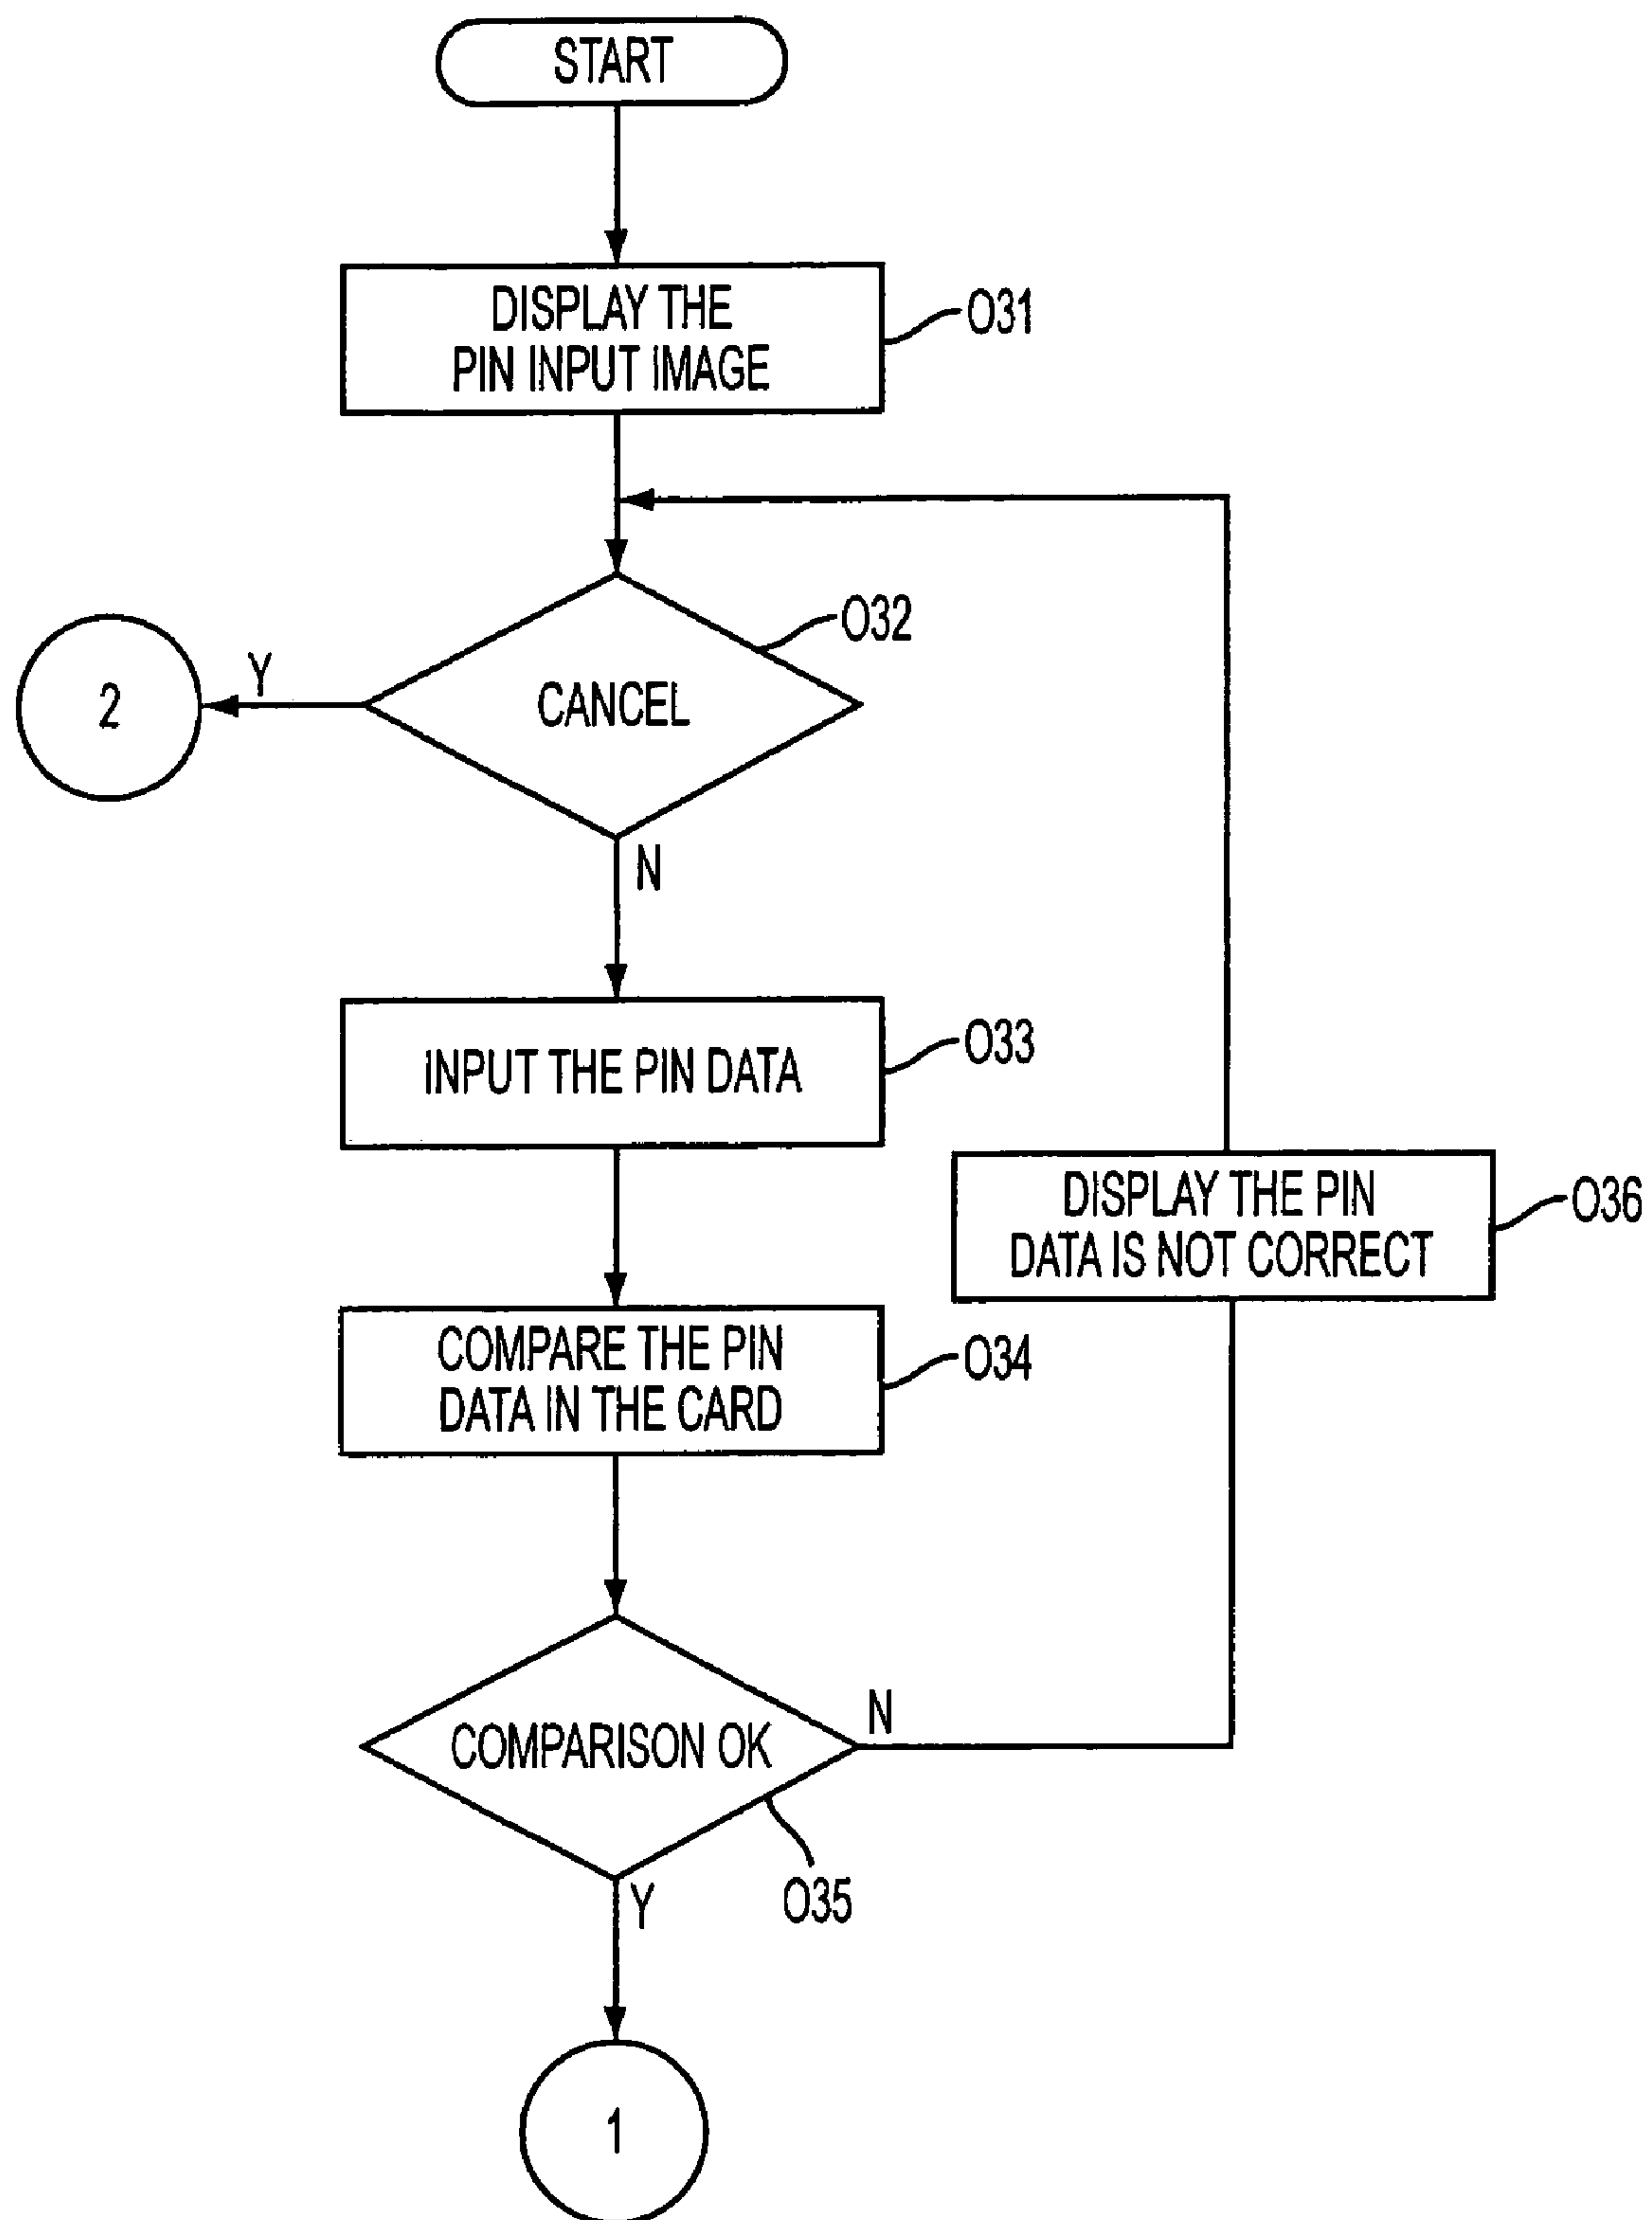 START
DISPLAY THE
PIN INPUT IMAGE
O31
O32
2
Y
CANCEL
N
INPUT THE PIN DATA
O33
DISPLAY THE PIN
DATA IS NOT CORRECT
O36
COMPARE THE PIN
DATA IN THE CARD
O34
COMPARISON OK
N
Y
O35
1